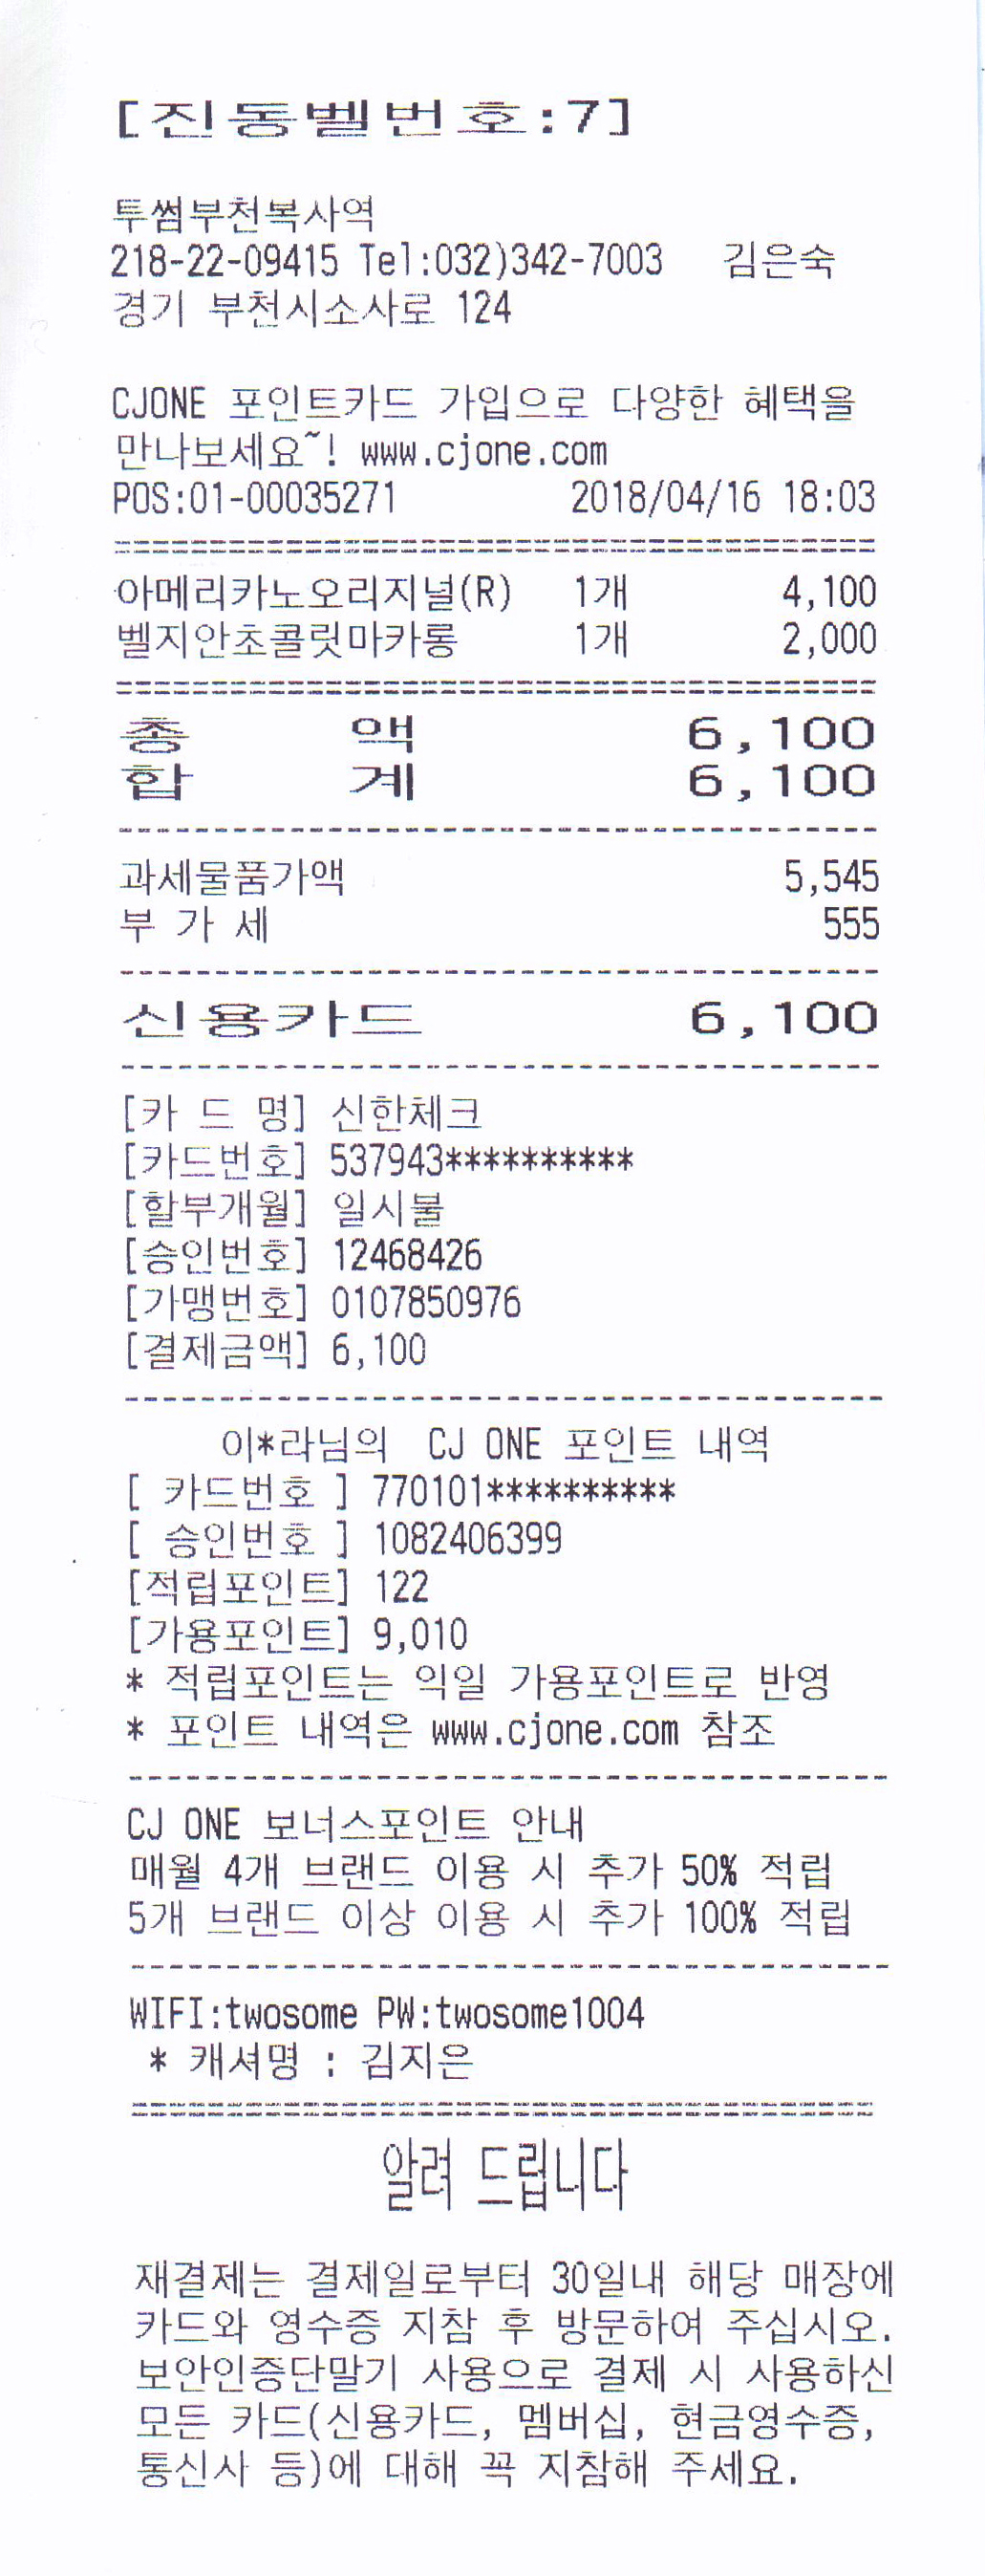 [진동벨번호:7]
투썸부천복사역
218-22-09415 Tel:032)342-7003 김은숙
경기 부천시소사로 124
CJONE 포인트카드 가입으로 다양한 혜택을
만나보세요~! www.cjone.com
POS:01-00035271 2018/04/16 18:03
아메리카노오리지널(R) 1개 4,100
벨지안초콜릿마카롱 1개 2,000
총 액 6,100
합 계 6,100
과세물품가액 5,545
부 가 세 555
신용카드 6,100
[카 드 명] 신한체크
[카드번호] 537943**********
[할부개월] 일시불
[승인번호] 12468426
[가맹번호] 0107850976
[결제금액] 6,100
이*라님의 CJ ONE 포인트 내역
[ 카드번호 ] 770101**********
[ 승인번호 ] 1082406399
[적립포인트] 122
[가용포인트] 9,010
* 적립포인트는 익일 가용포인트로 반영
* 포인트 내역은 www.cjone.com 참조
CJ ONE 보너스포인트 안내
매월 4개 브랜드 이용 시 추가 50% 적립
5개 브랜드 이상 이용 시 추가 100% 적립
WIFI:twosome PW:twosome1004
* 캐셔명 : 김지은
알려 드립니다
재결제는 결제일로부터 30일내 해당 매장에
카드와 영수증 지참 후 방문하여 주십시오.
보안인증단말기 사용으로 결제 시 사용하신
모든 카드(신용카드, 멤버십, 현금영수증,
통신사 등)에 대해 꼭 지참해 주세요.